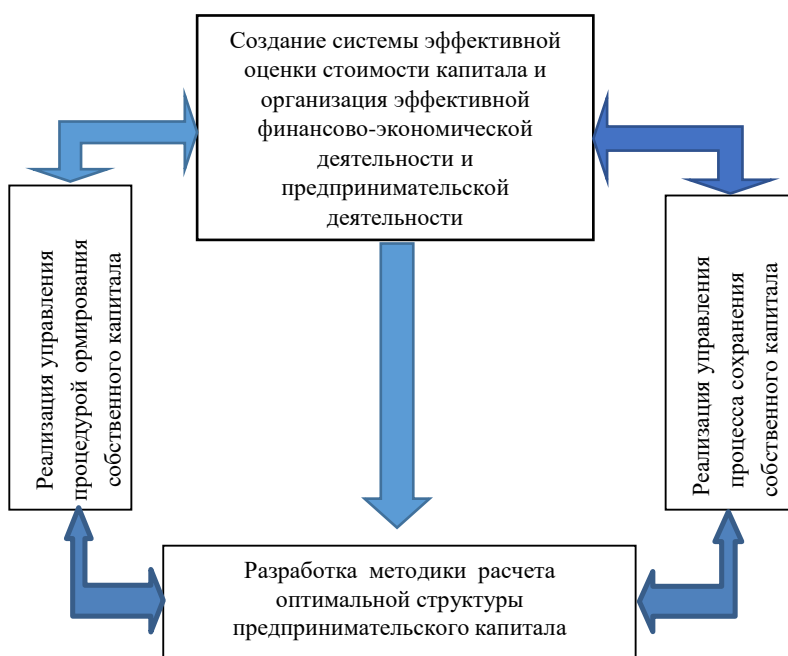 Создание системы эффективной
оценки стоимости капитала и
организация эффективной
финансово-экономической
деятельности и
предпринимательской
деятельности
Реализация управления
процедурой ормирования
собственного капитала
Реализация управления
процесса сохранения
собственного капитала
Разработка методики расчета
оптимальной структуры
предпринимательского капитала